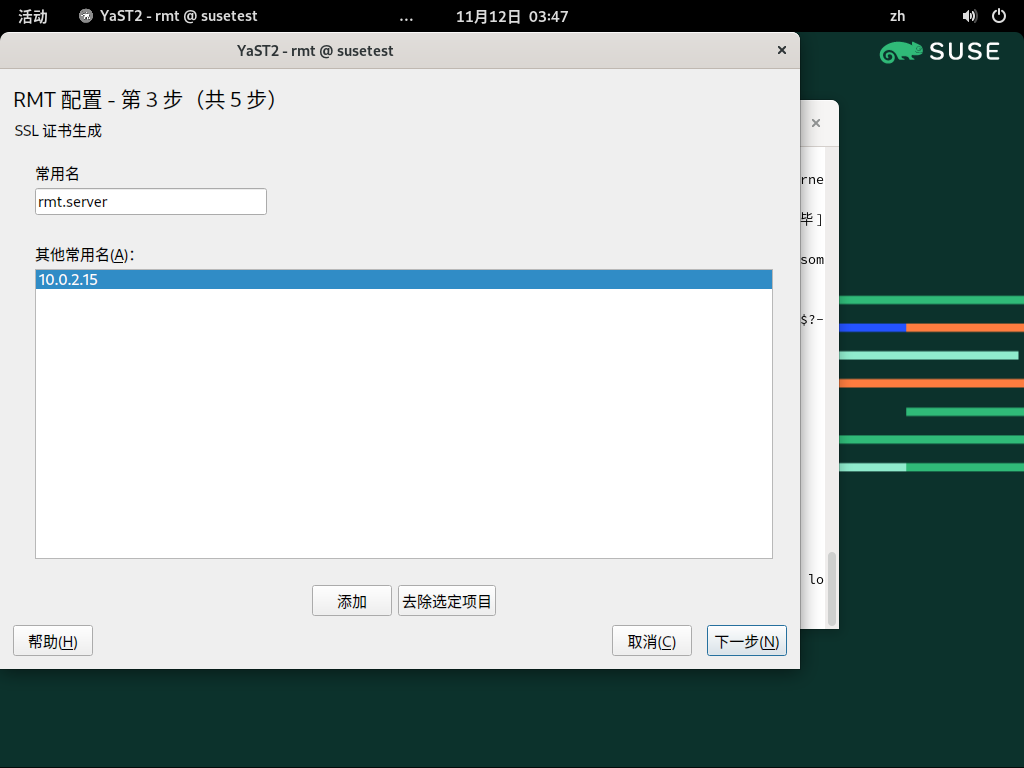 活动
YaST2 - rmt @ susetest
...
11月12日 03:47
zh
YaST2 - rmt @ susetest
SUSE
RMT 配置 - 第 3 步（共 5 步）
SSL 证书生成
常用名
rmt.server
其他常用名(A):
10.0.2.15
添加
去除选定项目
帮助(H)
取消(C)
下一步(N)
rne
毕]
som
$?-
lo